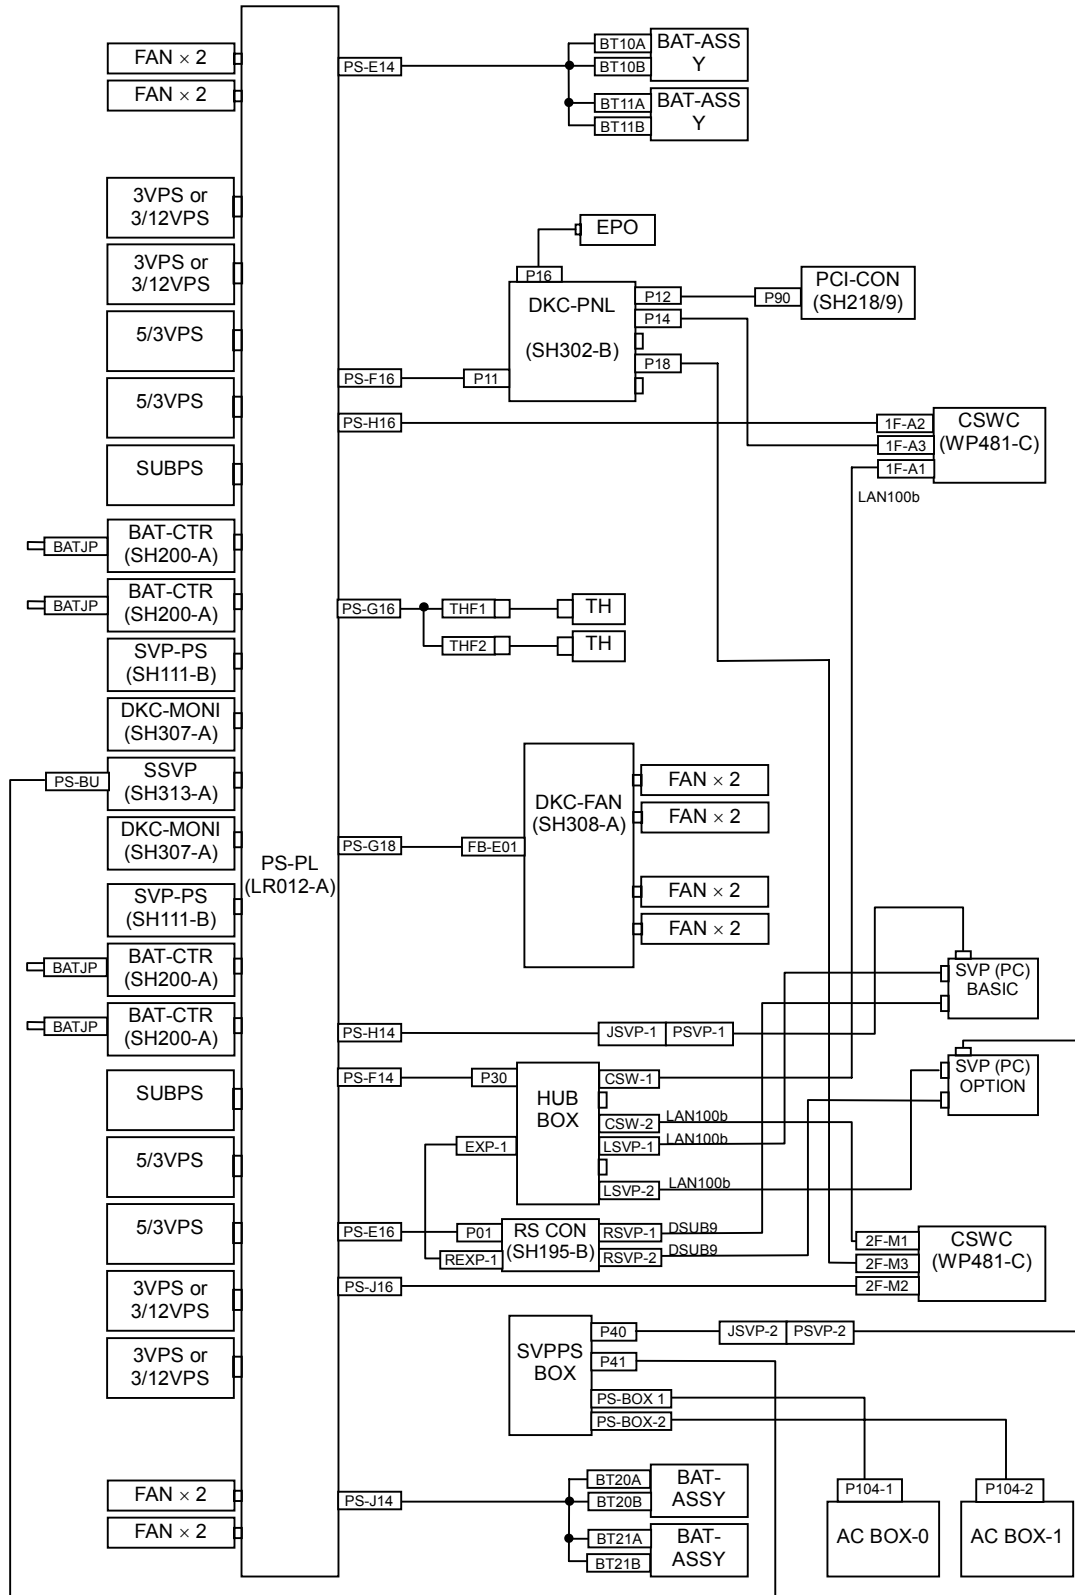 FAN × 2
FAN × 2
3VPS or
3/12VPS
3VPS or
3/12VPS
5/3VPS
5/3VPS
SUBPS
BATJP
BAT-CTR
(SH200-A)
BATJP
BAT-CTR
(SH200-A)
SVP-PS
(SH111-B)
DKC-MONI
(SH307-A)
PS-BU
SSVP
(SH313-A)
DKC-MONI
(SH307-A)
SVP-PS
(SH111-B)
BATJP
BAT-CTR
(SH200-A)
BATJP
BAT-CTR
(SH200-A)
SUBPS
5/3VPS
5/3VPS
3VPS or
3/12VPS
3VPS or
3/12VPS
FAN × 2
FAN × 2
PS-PL
(LR012-A)
PS-E14
BT10A
BT10B
BAT-ASS
Y
BT11A
BT11B
BAT-ASS
Y
EPO
P16
DKC-PNL
(SH302-B)
P12
P14
P18
P90
PCI-CON
(SH218/9)
PS-F16
P11
PS-H16
1F-A2
1F-A3
1F-A1
CSWC
(WP481-C)
LAN100b
PS-G16
THF1
TH
THF2
TH
DKC-FAN
(SH308-A)
FAN × 2
FAN × 2
FAN × 2
FAN × 2
PS-G18
FB-E01
SVP (PC)
BASIC
PS-H14
JSVP-1
PSVP-1
SVP (PC)
OPTION
PS-F14
P30
HUB
BOX
CSW-1
CSW-2
LAN100b
EXP-1
LSVP-1
LAN100b
LSVP-2
LAN100b
PS-E16
P01
REXP-1
RS CON
(SH195-B)
RSVP-1
DSUB9
RSVP-2
DSUB9
2F-M1
2F-M3
2F-M2
CSWC
(WP481-C)
PS-J16
SVPPS
BOX
P40
P41
PS-BOX 1
PS-BOX-2
JSVP-2
PSVP-2
PS-J14
BT20A
BT20B
BAT-
ASSY
BT21A
BT21B
BAT-
ASSY
P104-1
AC BOX-0
P104-2
AC BOX-1